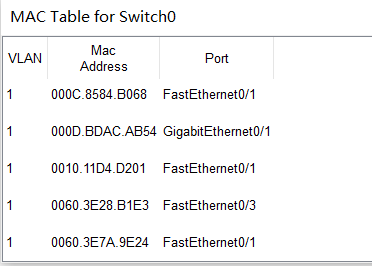 MAC Table for Switch0
VLAN Mac Address Port
1 000C.8584.B068 FastEthernet0/1
1 000D.BDAC.AB54 GigabitEthernet0/1
1 0010.11D4.D201 FastEthernet0/1
1 0060.3E28.B1E3 FastEthernet0/3
1 0060.3E7A.9E24 FastEthernet0/1